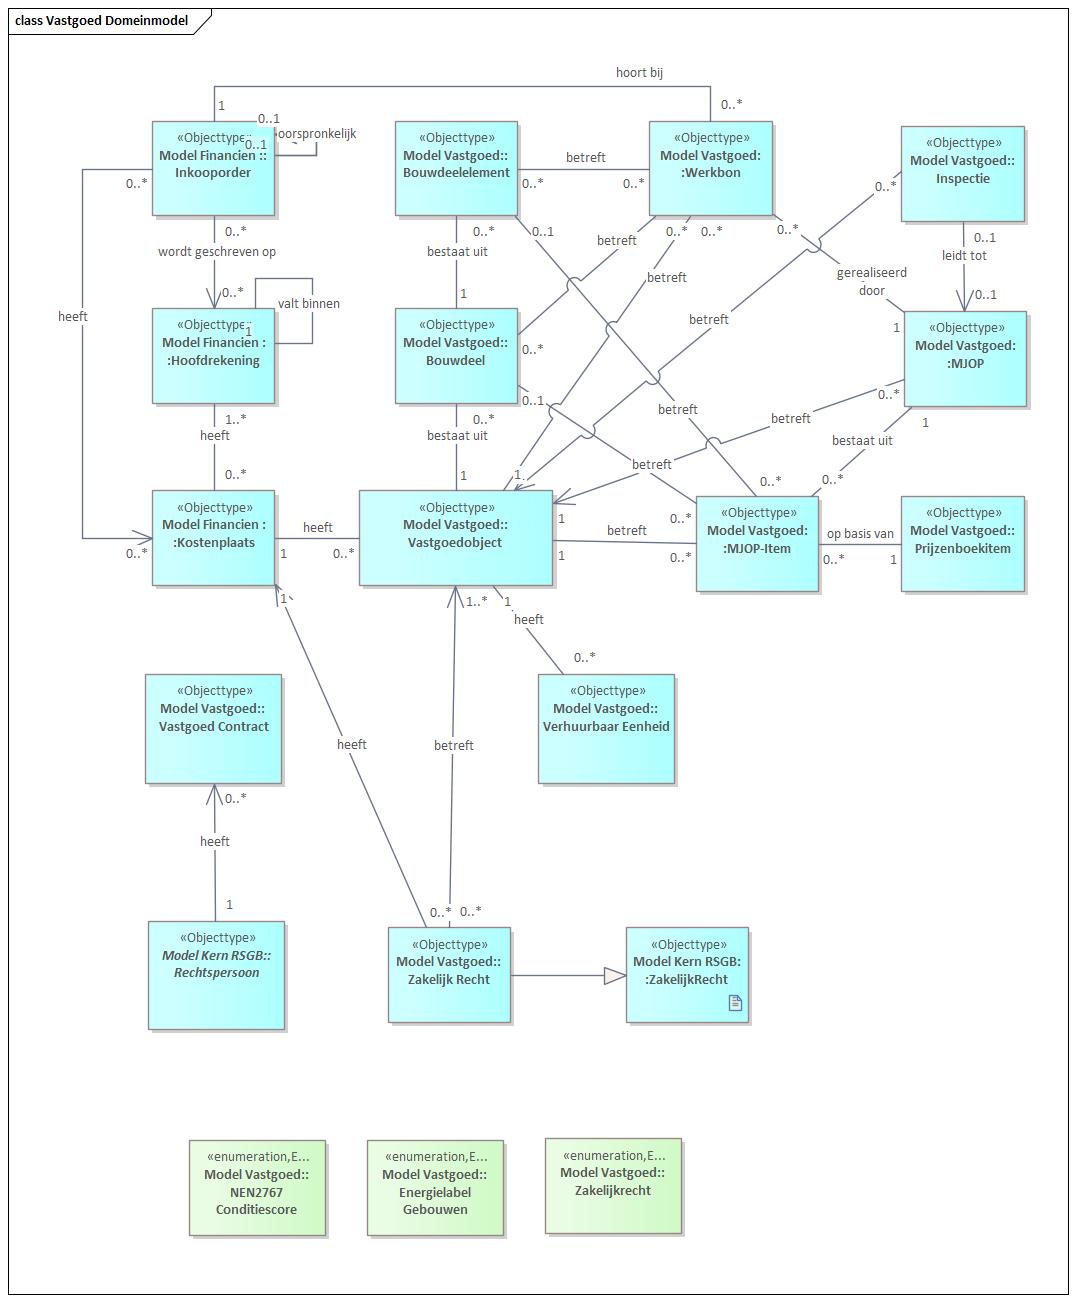 class Vastgoed Domeinmodel
hoort bij
1
0..*
0..1
oorspronkelijk
0..1
«Objecttype»
Model Financien ::
Inkooporder
«Objecttype»
Model Vastgoed::
Bouwdeelelement
betreft
0..*
0..*
«Objecttype»
Model Vastgoed:
:Werkbon
«Objecttype»
Model Vastgoed::
Inspectie
0..*
0..*
0..*
wordt geschreven op
0..*
0..*
bestaat uit
1
0..1
betreft
0..*
0..*
betreft
0..*
gerealiseerd
door
1
betreft
0..1
leidt tot
0..1
heeft
valt binnen
1
«Objecttype»
Model Financien :
:Hoofdrekening
«Objecttype»
Model Vastgoed::
Bouwdeel
0..*
0..1
«Objecttype»
Model Vastgoed:
:MJOP
0..*
1
1..*
heeft
0..*
0..*
bestaat uit
1
betreft
betreft
betreft
bestaat uit
1
0..*
0..*
«Objecttype»
Model Financien :
:Kostenplaats
0..*
heeft
1
0..*
«Objecttype»
Model Vastgoed::
Vastgoedobject
1
betreft
1
0..*
0..*
«Objecttype»
Model Vastgoed:
:MJOP-Item
op basis van
0..*
1
«Objecttype»
Model Vastgoed::
Prijzenboekitem
1
1..*
1
heeft
0..*
«Objecttype»
Model Vastgoed::
Vastgoed Contract
«Objecttype»
Model Vastgoed::
Verhuurbaar Eenheid
heeft
betreft
0..*
heeft
1
0..*
0..*
«Objecttype»
Model Kern RSGB::
Rechtspersoon
«Objecttype»
Model Vastgoed::
Zakelijk Recht
«Objecttype»
Model Kern RSGB:
:ZakelijkRecht
«enumeration,E...
Model Vastgoed::
NEN2767
Conditiescore
«enumeration,E...
Model Vastgoed::
Energielabel
Gebouwen
«enumeration,E...
Model Vastgoed::
Zakelijkrecht